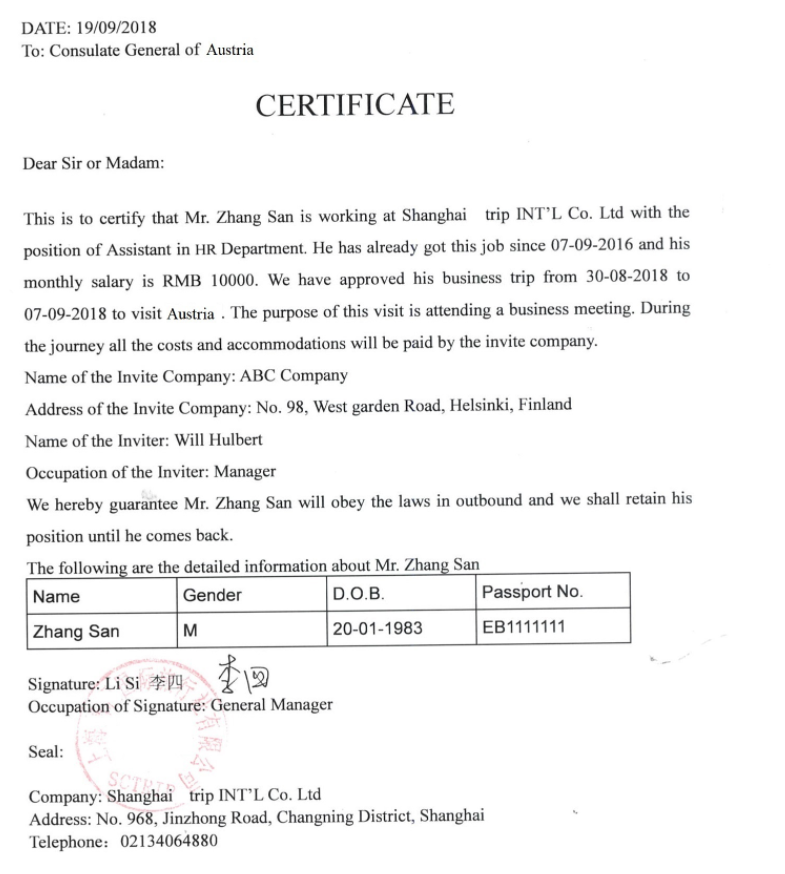 DATE: 19/09/2018
To: Consulate General of Austria
CERTIFICATE
Dear Sir or Madam:
This is to certify that Mr. Zhang San is working at Shanghai trip INT'L Co. Ltd with the
position of Assistant in HR Department. He has already got this job since 07-09-2016 and his
monthly salary is RMB 10000. We have approved his business trip from 30-08-2018 to
07-09-2018 to visit Austria . The purpose of this visit is attending a business meeting. During
the journey all the costs and accommodations will be paid by the invite company.
Name of the Invite Company: ABC Company
Address of the Invite Company: No. 98, West garden Road, Helsinki, Finland
Name of the Inviter: Will Hulbert
Occupation of the Inviter: Manager
We hereby guarantee Mr. Zhang San will obey the laws in outbound and we shall retain his
position until he comes back.
The following are the detailed information about Mr. Zhang San
Name Gender D.O.B. Passport No.
Zhang San M 20-01-1983 EB1111111
Signature: Li Si 李四 李四
Occupation of Signature: General Manager
Seal:
上海 行社有限公司
Company: Shanghai trip INT'L Co. Ltd
Address: No. 968, Jinzhong Road, Changning District, Shanghai
Telephone：02134064880